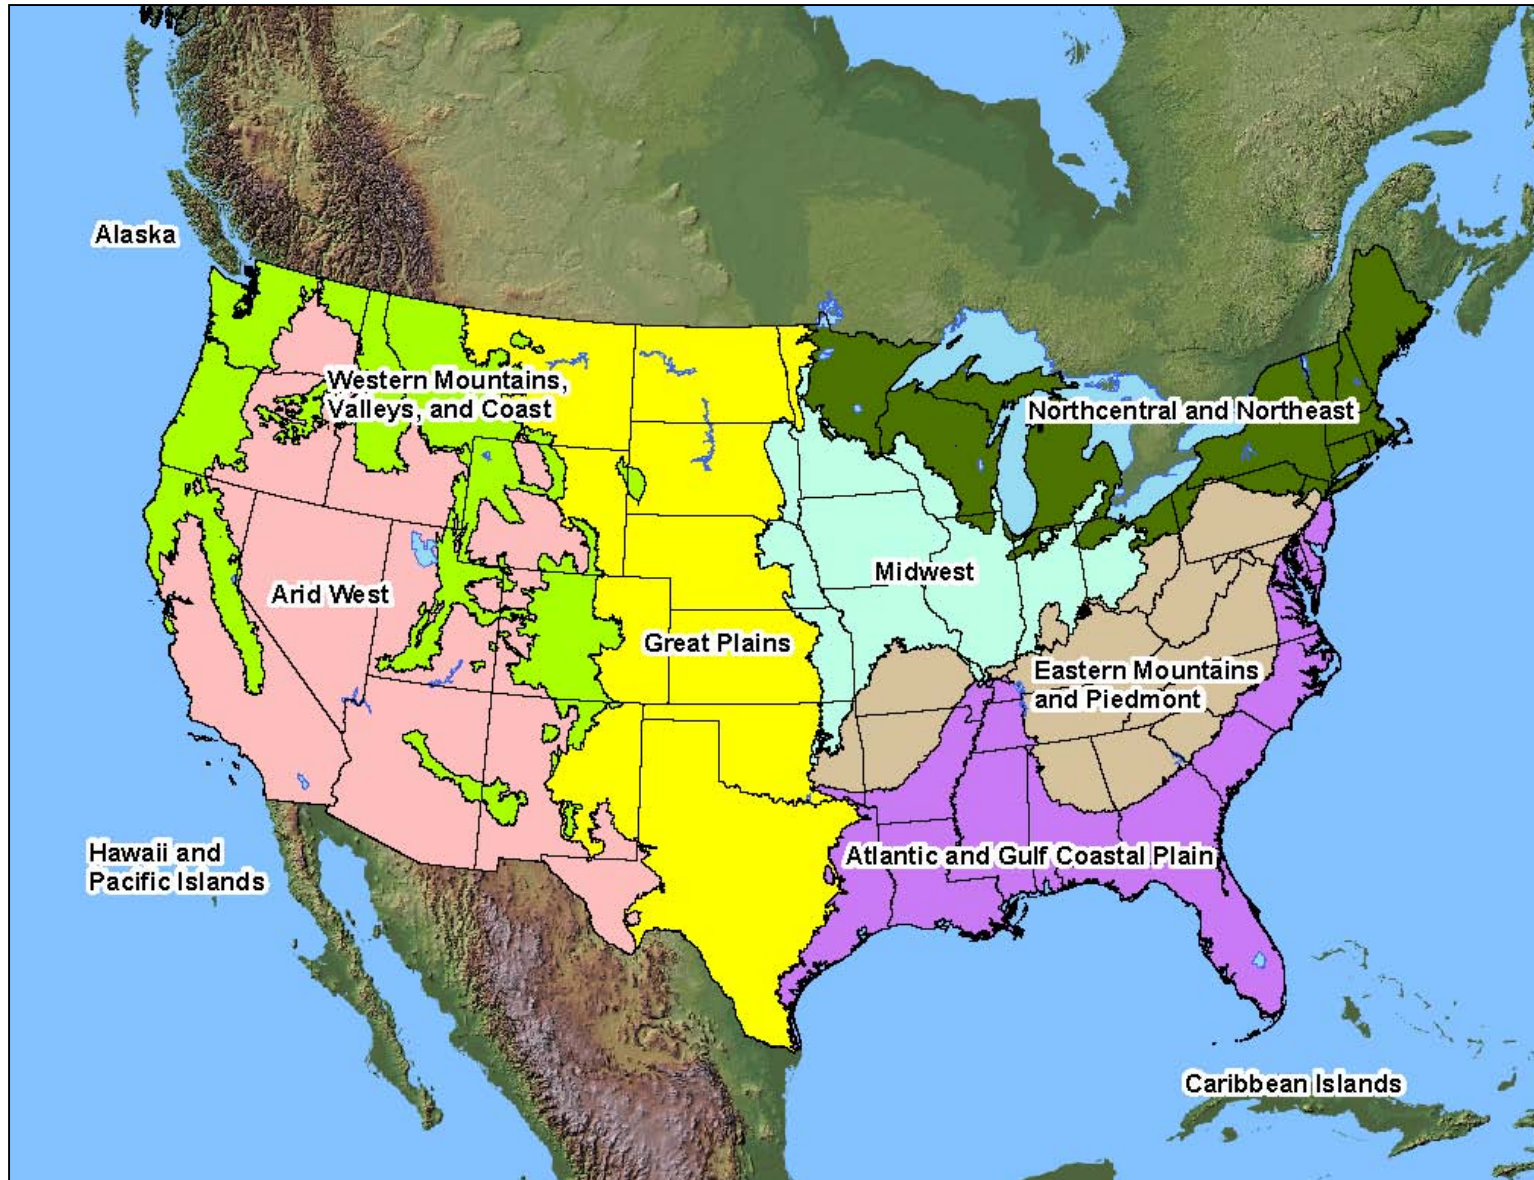 Alaska
Western Mountains,
Valleys, and Coast
Northcentral and Northeast
Midwest
Arid West
Great Plains
Eastern Mountains
and Piedmont
Hawaii and
Pacific Islands
Atlantic and Gulf Coastal Plain
Caribbean Islands